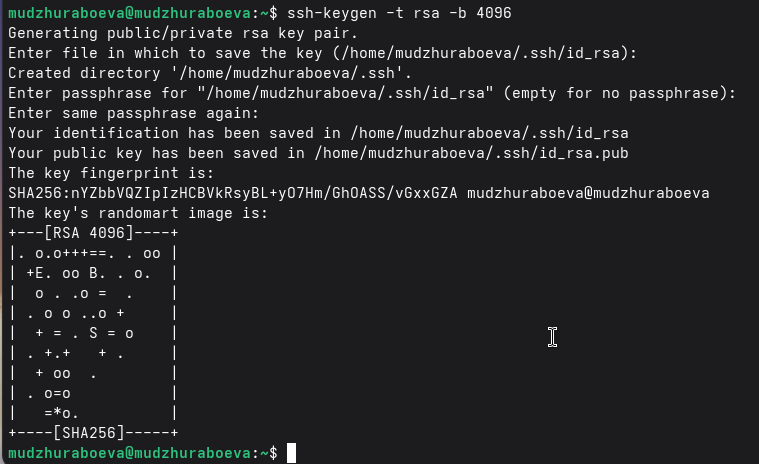 mudzhuraboeva@mudzhuraboeva:~$ ssh-keygen -t rsa -b 4096
Generating public/private rsa key pair.
Enter file in which to save the key (/home/mudzhuraboeva/.ssh/id_rsa):
Created directory '/home/mudzhuraboeva/.ssh'.
Enter passphrase for "/home/mudzhuraboeva/.ssh/id_rsa" (empty for no passphrase):
Enter same passphrase again:
Your identification has been saved in /home/mudzhuraboeva/.ssh/id_rsa
Your public key has been saved in /home/mudzhuraboeva/.ssh/id_rsa.pub
The key fingerprint is:
SHA256:nYZbbVQZIpIzHCBVkRsyBL+yO7Hm/GhOASS/vGxxGZA mudzhuraboeva@mudzhuraboeva
The key's randomart image is:
+---[RSA 4096]----+
|. o.o+++==. . oo |
| +E. oo B. . o.  |
|  o . .o =  .    |
| . o o ..o +     |
|  + = . S = o    |
| . +.+   + .     |
|  + oo  .        |
| . o=o           |
|   =*o.          |
+----[SHA256]-----+
mudzhuraboeva@mudzhuraboeva:~$